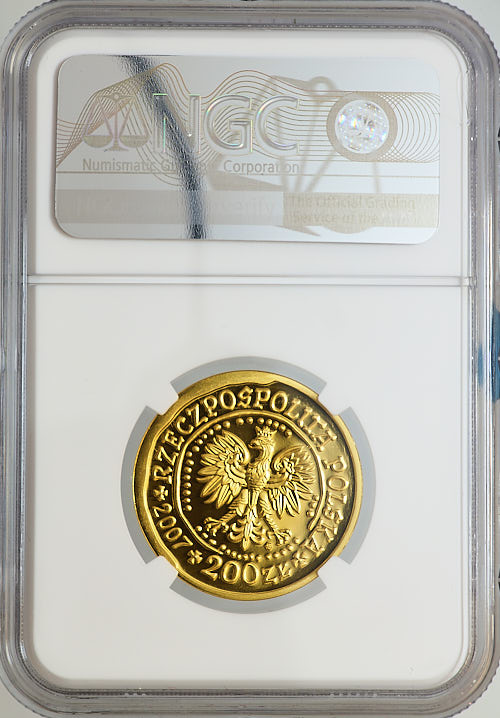 NGC
Numismatic Guaranty Corporation
The Official Grading
Service of the
RZECZPOSPOLITA POLSKA
2007
200 ZŁ